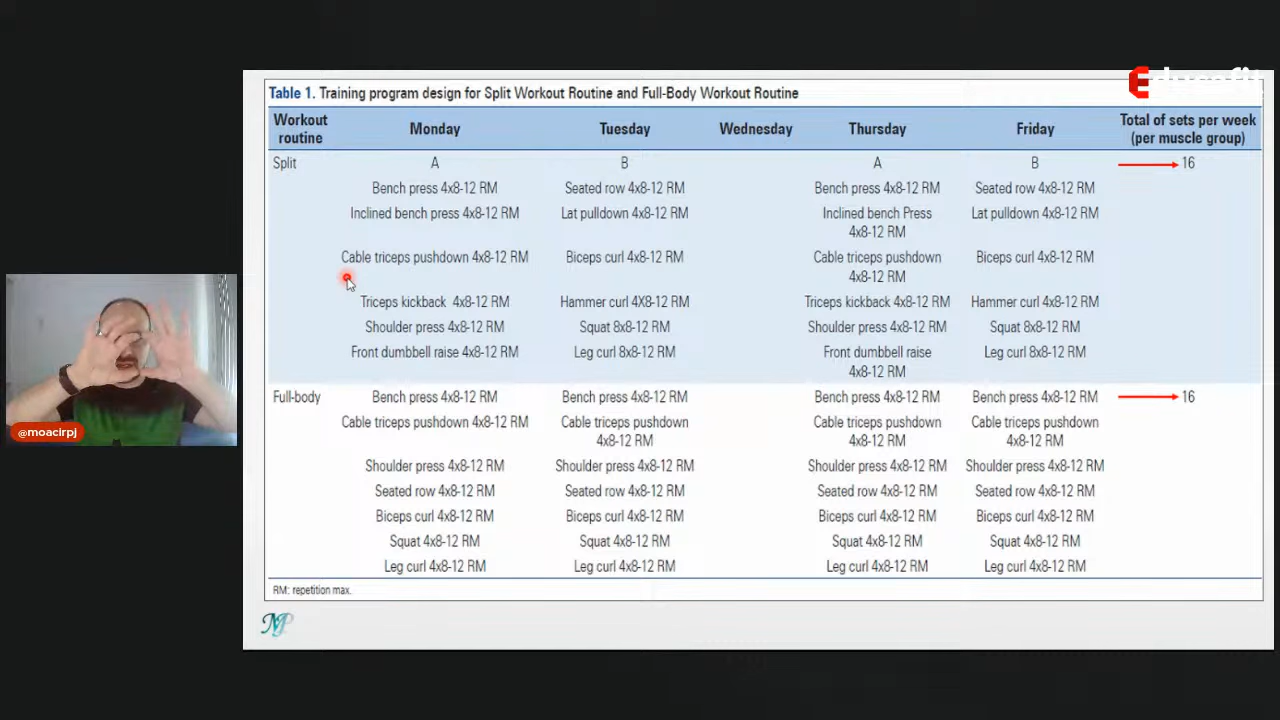 Educafit
Table 1. Training program design for Split Workout Routine and Full-Body Workout Routine
Workout routine Monday Tuesday Wednesday Thursday Friday Total of sets per week (per muscle group)
Split A B A B 16
Bench press 4x8-12 RM Seated row 4x8-12 RM Bench press 4x8-12 RM Seated row 4x8-12 RM
Inclined bench press 4x8-12 RM Lat pulldown 4x8-12 RM Inclined bench Press 4x8-12 RM Lat pulldown 4x8-12 RM
Cable triceps pushdown 4x8-12 RM Biceps curl 4x8-12 RM Cable triceps pushdown 4x8-12 RM Biceps curl 4x8-12 RM
Triceps kickback 4x8-12 RM Hammer curl 4X8-12 RM Triceps kickback 4x8-12 RM Hammer curl 4x8-12 RM
Shoulder press 4x8-12 RM Squat 8x8-12 RM Shoulder press 4x8-12 RM Squat 8x8-12 RM
Front dumbbell raise 4x8-12 RM Leg curl 8x8-12 RM Front dumbbell raise 4x8-12 RM Leg curl 8x8-12 RM
Full-body Bench press 4x8-12 RM Bench press 4x8-12 RM Bench press 4x8-12 RM Bench press 4x8-12 RM 16
Cable triceps pushdown 4x8-12 RM Cable triceps pushdown 4x8-12 RM Cable triceps pushdown 4x8-12 RM Cable triceps pushdown 4x8-12 RM
Shoulder press 4x8-12 RM Shoulder press 4x8-12 RM Shoulder press 4x8-12 RM Shoulder press 4x8-12 RM
Seated row 4x8-12 RM Seated row 4x8-12 RM Seated row 4x8-12 RM Seated row 4x8-12 RM
Biceps curl 4x8-12 RM Biceps curl 4x8-12 RM Biceps curl 4x8-12 RM Biceps curl 4x8-12 RM
Squat 4x8-12 RM Squat 4x8-12 RM Squat 4x8-12 RM Squat 4x8-12 RM
Leg curl 4x8-12 RM Leg curl 4x8-12 RM Leg curl 4x8-12 RM Leg curl 4x8-12 RM
RM: repetition max.
MP
@moacirpj